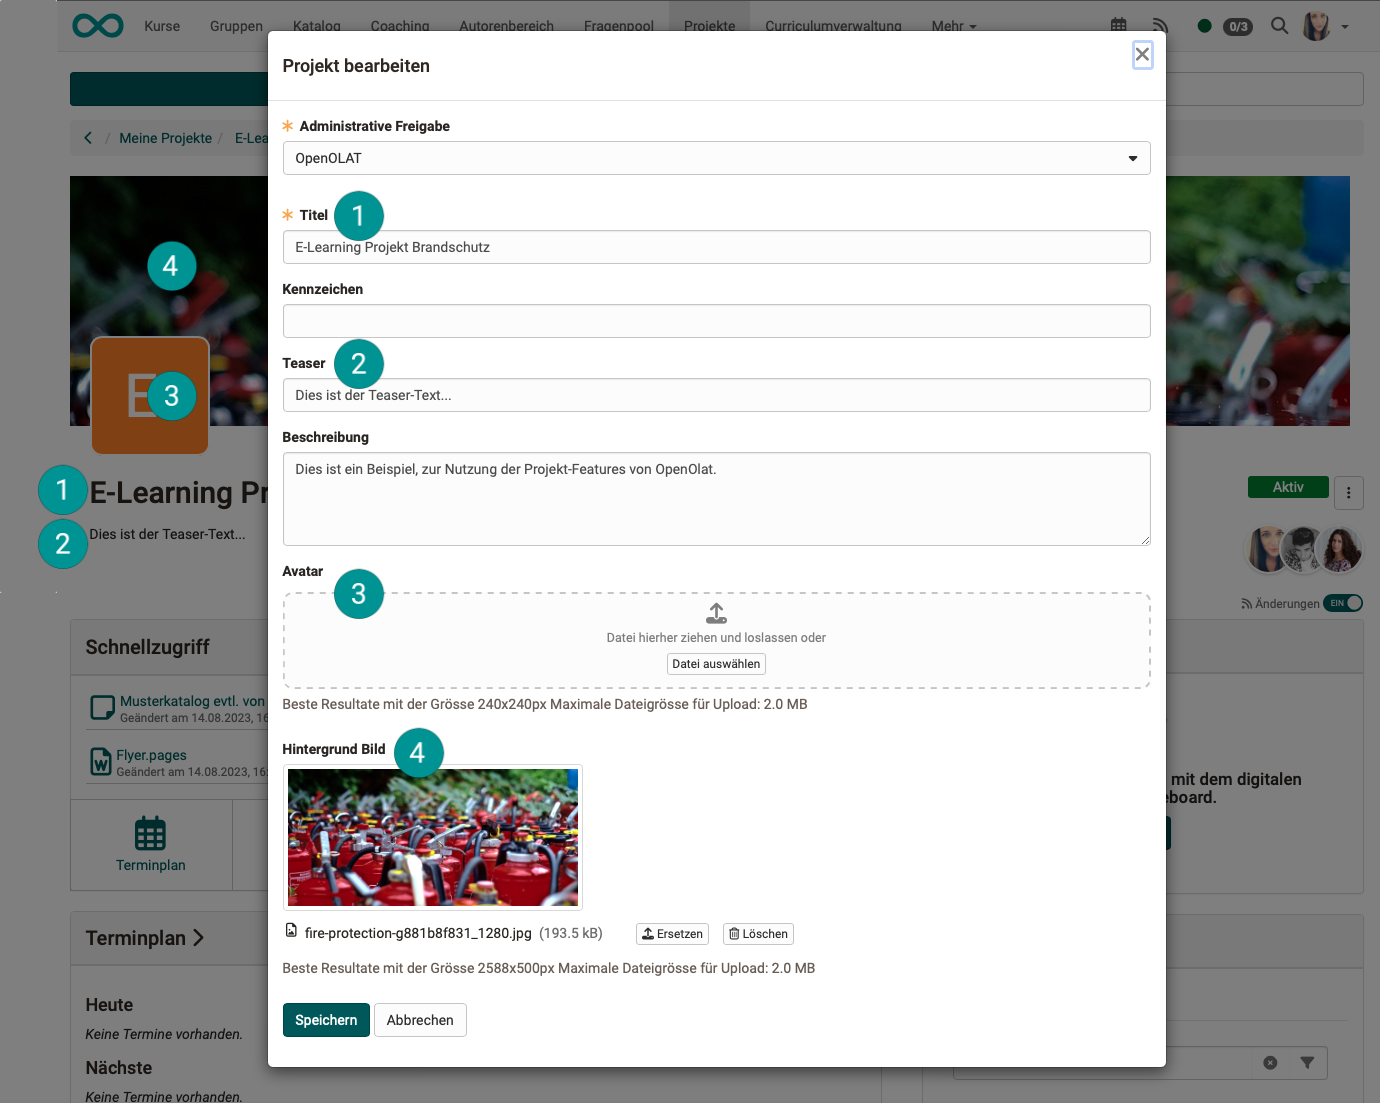 Kurse Gruppen Katalog Coaching Autorenbereich Fragenpool Projekte Curriculumverwaltung Mehr 0/3
Projekt bearbeiten
Meine Projekte / E-Lea
* Administrative Freigabe
OpenOLAT
* Titel 1
E-Learning Projekt Brandschutz
4
Kennzeichen
Teaser 2
Dies ist der Teaser-Text...
E 3
Beschreibung
Dies ist ein Beispiel, zur Nutzung der Projekt-Features von OpenOlat.
1 E-Learning Pr
Aktiv
2 Dies ist der Teaser-Text...
Avatar 3
Änderungen EIN
Datei hierher ziehen und loslassen oder
Datei auswählen
Beste Resultate mit der Grösse 240x240px Maximale Dateigrösse für Upload: 2.0 MB
Schnellzugriff
Musterkatalog evtl. von
Geändert am 14.08.2023, 16
Flyer.pages
Geändert am 14.08.2023, 16:
Terminplan
Hintergrund Bild 4
mit dem digitalen
eboard.
fire-protection-g881b8f831_1280.jpg (193.5 kB) Ersetzen Löschen
Beste Resultate mit der Grösse 2588x500px Maximale Dateigrösse für Upload: 2.0 MB
Terminplan
Heute
Keine Termine vorhanden.
Speichern Abbrechen
Nächste
Keine Termine vorhanden.